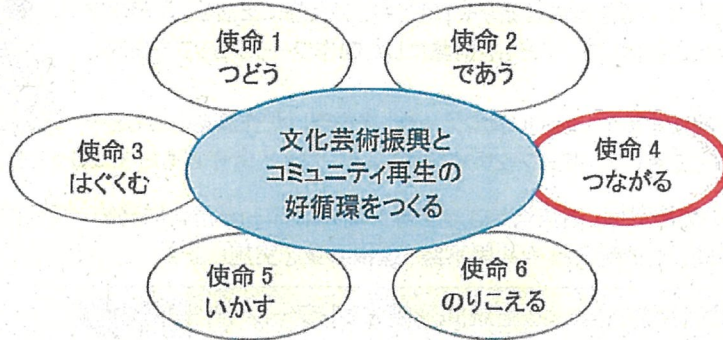 使命 1
つどう
使命 2
であう
使命 3
はぐくむ
文化芸術振興と
コミュニティ再生の
好循環をつくる
使命 4
つながる
使命 5
いかす
使命 6
のりこえる